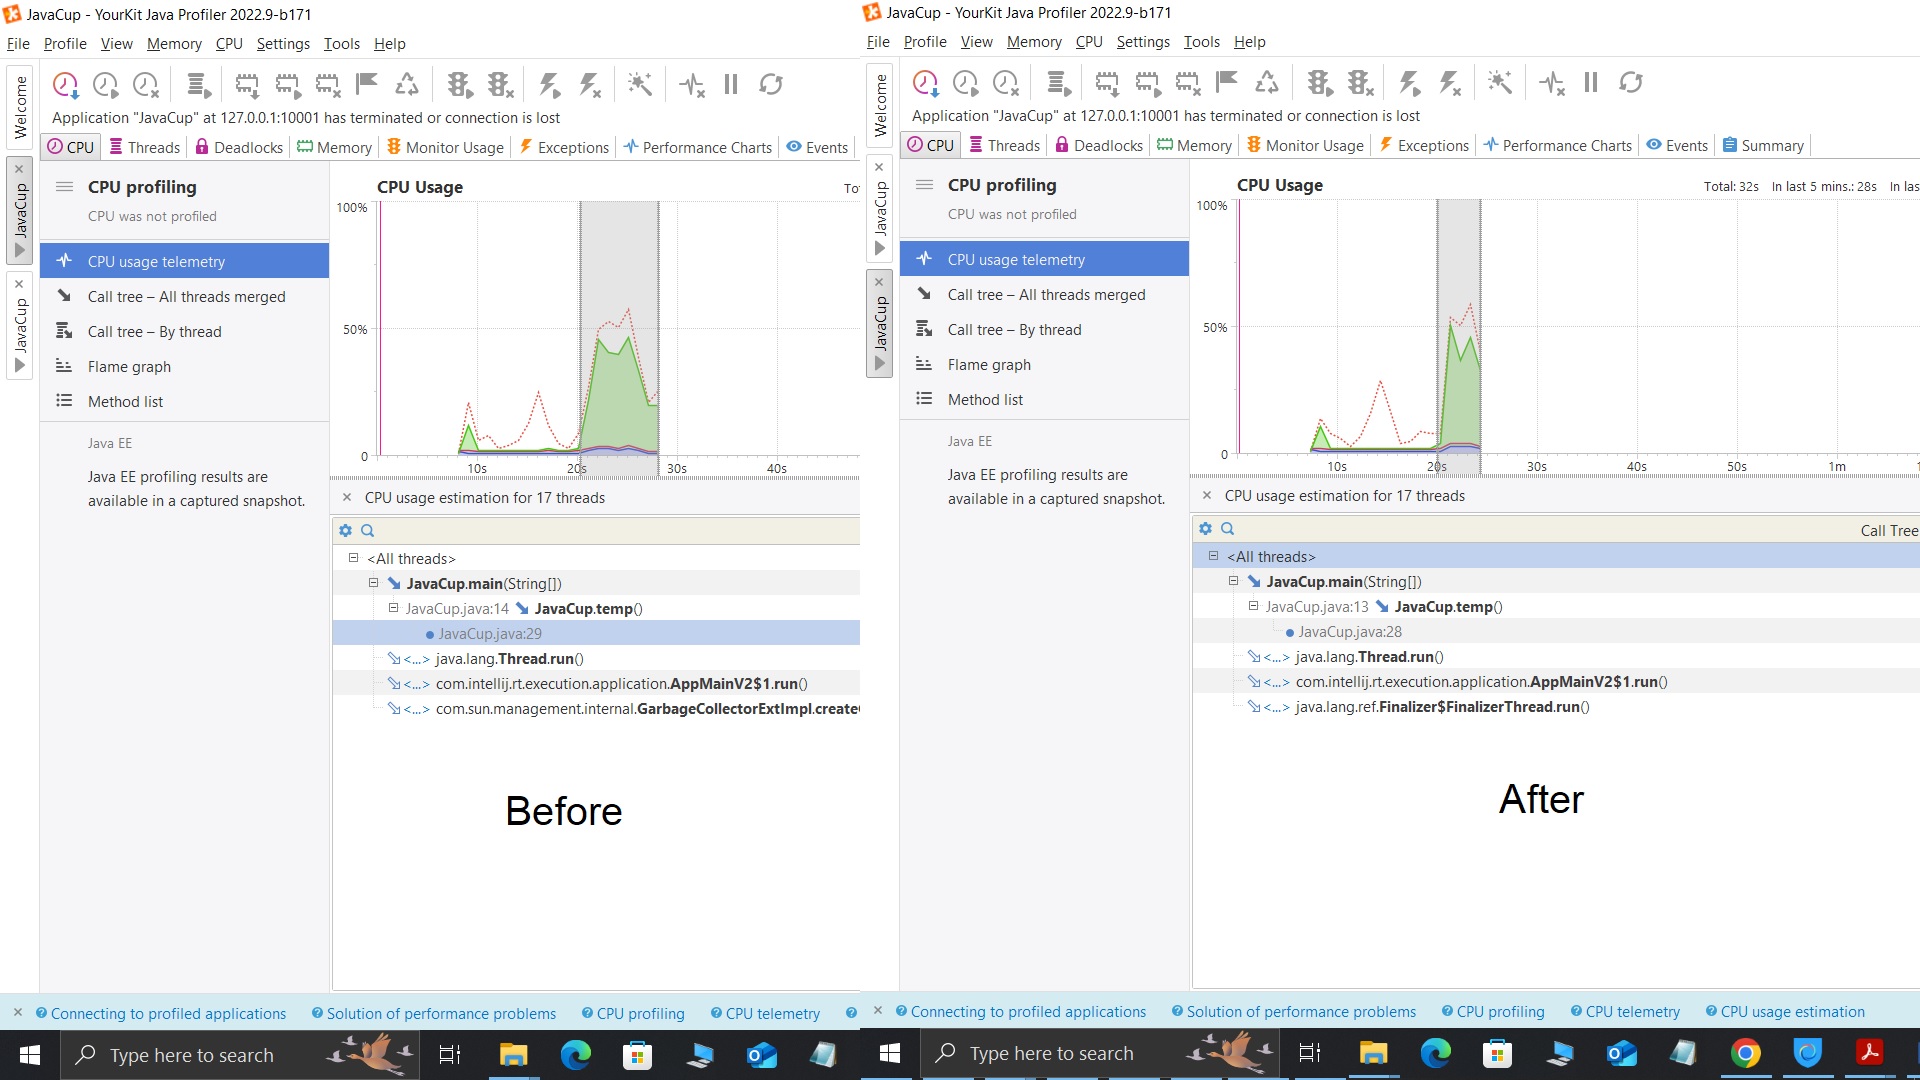 JavaCup - YourKit Java Profiler 2022.9-b171
File Profile View Memory CPU Settings Tools Help
Application "JavaCup" at 127.0.0.1:10001 has terminated or connection is lost
CPU Threads Deadlocks Memory Monitor Usage Exceptions Performance Charts Events
Welcome
JavaCup
JavaCup
CPU profiling
CPU was not profiled
CPU usage telemetry
Call tree – All threads merged
Call tree – By thread
Flame graph
Method list
Java EE
Java EE profiling results are
available in a captured snapshot.
CPU Usage
100%
50%
0
10s 20s 30s 40s
CPU usage estimation for 17 threads
<All threads>
JavaCup.main(String[])
JavaCup.java:14 JavaCup.temp()
JavaCup.java:29
<...> java.lang.Thread.run()
<...> com.intellij.rt.execution.application.AppMainV2$1.run()
<...> com.sun.management.internal.GarbageCollectorExtImpl.create
Before
Connecting to profiled applications Solution of performance problems CPU profiling CPU telemetry
Type here to search
JavaCup - YourKit Java Profiler 2022.9-b171
File Profile View Memory CPU Settings Tools Help
Application "JavaCup" at 127.0.0.1:10001 has terminated or connection is lost
CPU Threads Deadlocks Memory Monitor Usage Exceptions Performance Charts Events Summary
Welcome
JavaCup
JavaCup
CPU profiling
CPU was not profiled
CPU usage telemetry
Call tree – All threads merged
Call tree – By thread
Flame graph
Method list
Java EE
Java EE profiling results are
available in a captured snapshot.
CPU Usage
Total: 32s In last 5 mins.: 28s In las
100%
50%
0
10s 20s 30s 40s 50s 1m
CPU usage estimation for 17 threads
Call Tree
<All threads>
JavaCup.main(String[])
JavaCup.java:13 JavaCup.temp()
JavaCup.java:28
<...> java.lang.Thread.run()
<...> com.intellij.rt.execution.application.AppMainV2$1.run()
<...> java.lang.ref.Finalizer$FinalizerThread.run()
After
Connecting to profiled applications Solution of performance problems CPU profiling CPU telemetry CPU usage estimation
Type here to search